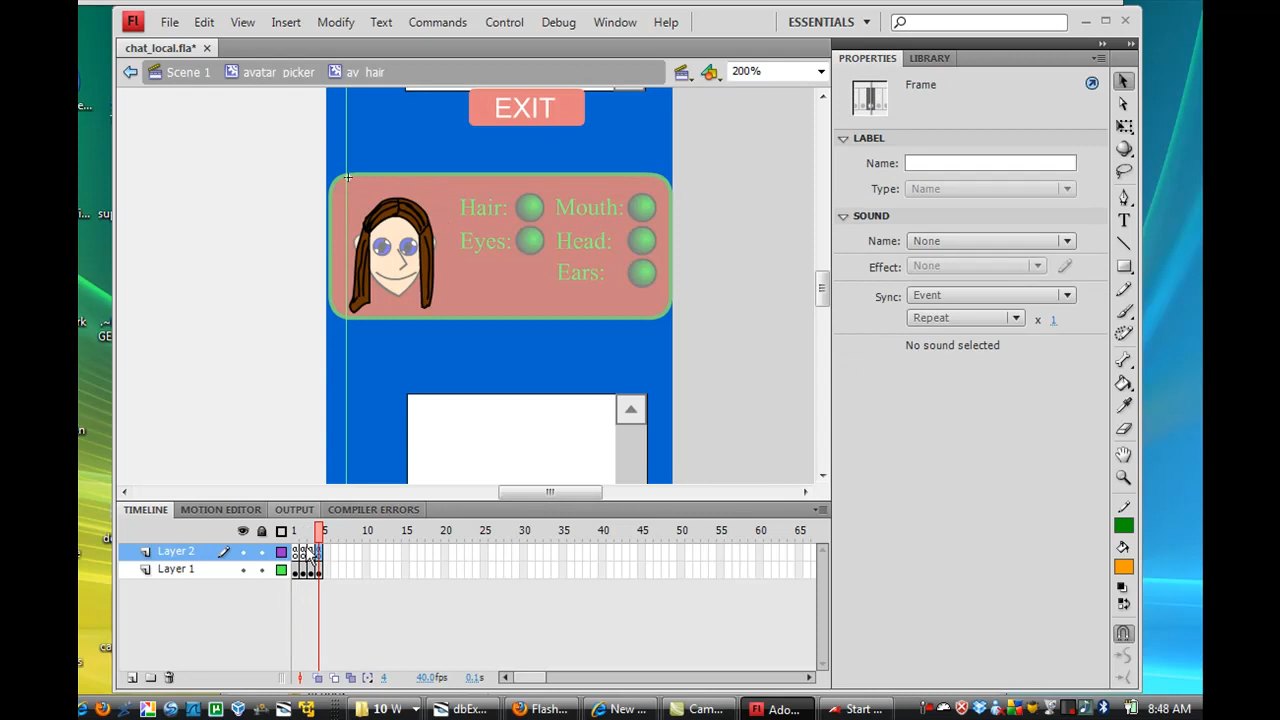 Fl File Edit View Insert Modify Text Commands Control Debug Window Help ESSENTIALS
chat_local.fla* PROPERTIES LIBRARY
Scene 1 avatar_picker av_hair 200%
Frame
EXIT
LABEL
Name:
Type: Name
SOUND
Hair: Mouth:
Eyes: Head:
Ears:
Name: None
Effect: None
Sync: Event
Repeat x 1
No sound selected
TIMELINE MOTION EDITOR OUTPUT COMPILER ERRORS
1 5 10 15 20 25 30 35 40 45 50 55 60 65
Layer 2
Layer 1
4 40.0fps 0.1s
10 W dbEx... Flash... New ... Cam... Fl Ado... Start ... 8:48 AM